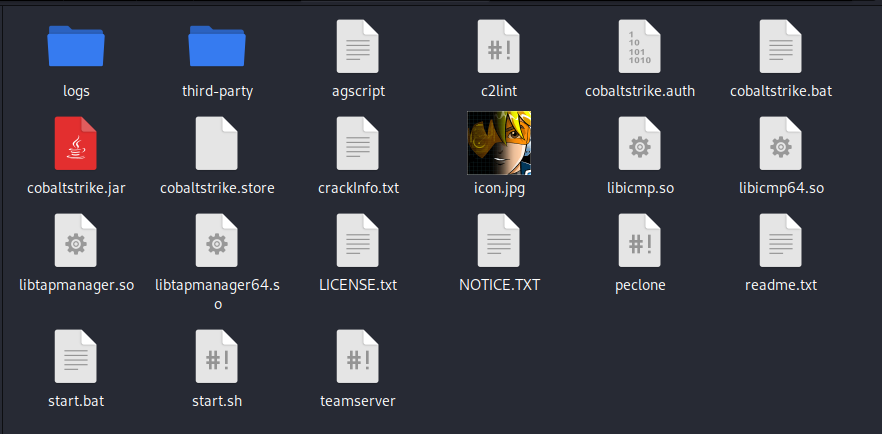 logs
third-party
agscript
c2lint
cobaltstrike.auth
cobaltstrike.bat
cobaltstrike.jar
cobaltstrike.store
crackInfo.txt
icon.jpg
libicmp.so
libicmp64.so
libtapmanager.so
libtapmanager64.s
o
LICENSE.txt
NOTICE.TXT
peclone
readme.txt
start.bat
start.sh
teamserver